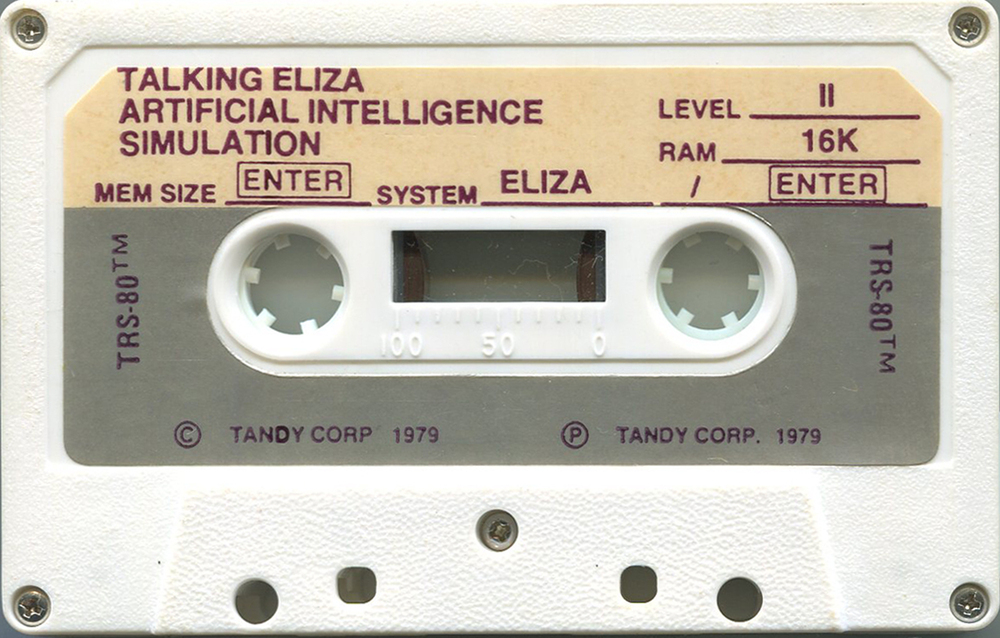 TALKING ELIZA
ARTIFICIAL INTELLIGENCE
SIMULATION
LEVEL II
RAM 16K
MEM SIZE ENTER SYSTEM ELIZA / ENTER
TRS-80™
TRS-80™
100 50 0
© TANDY CORP 1979 ℗ TANDY CORP. 1979